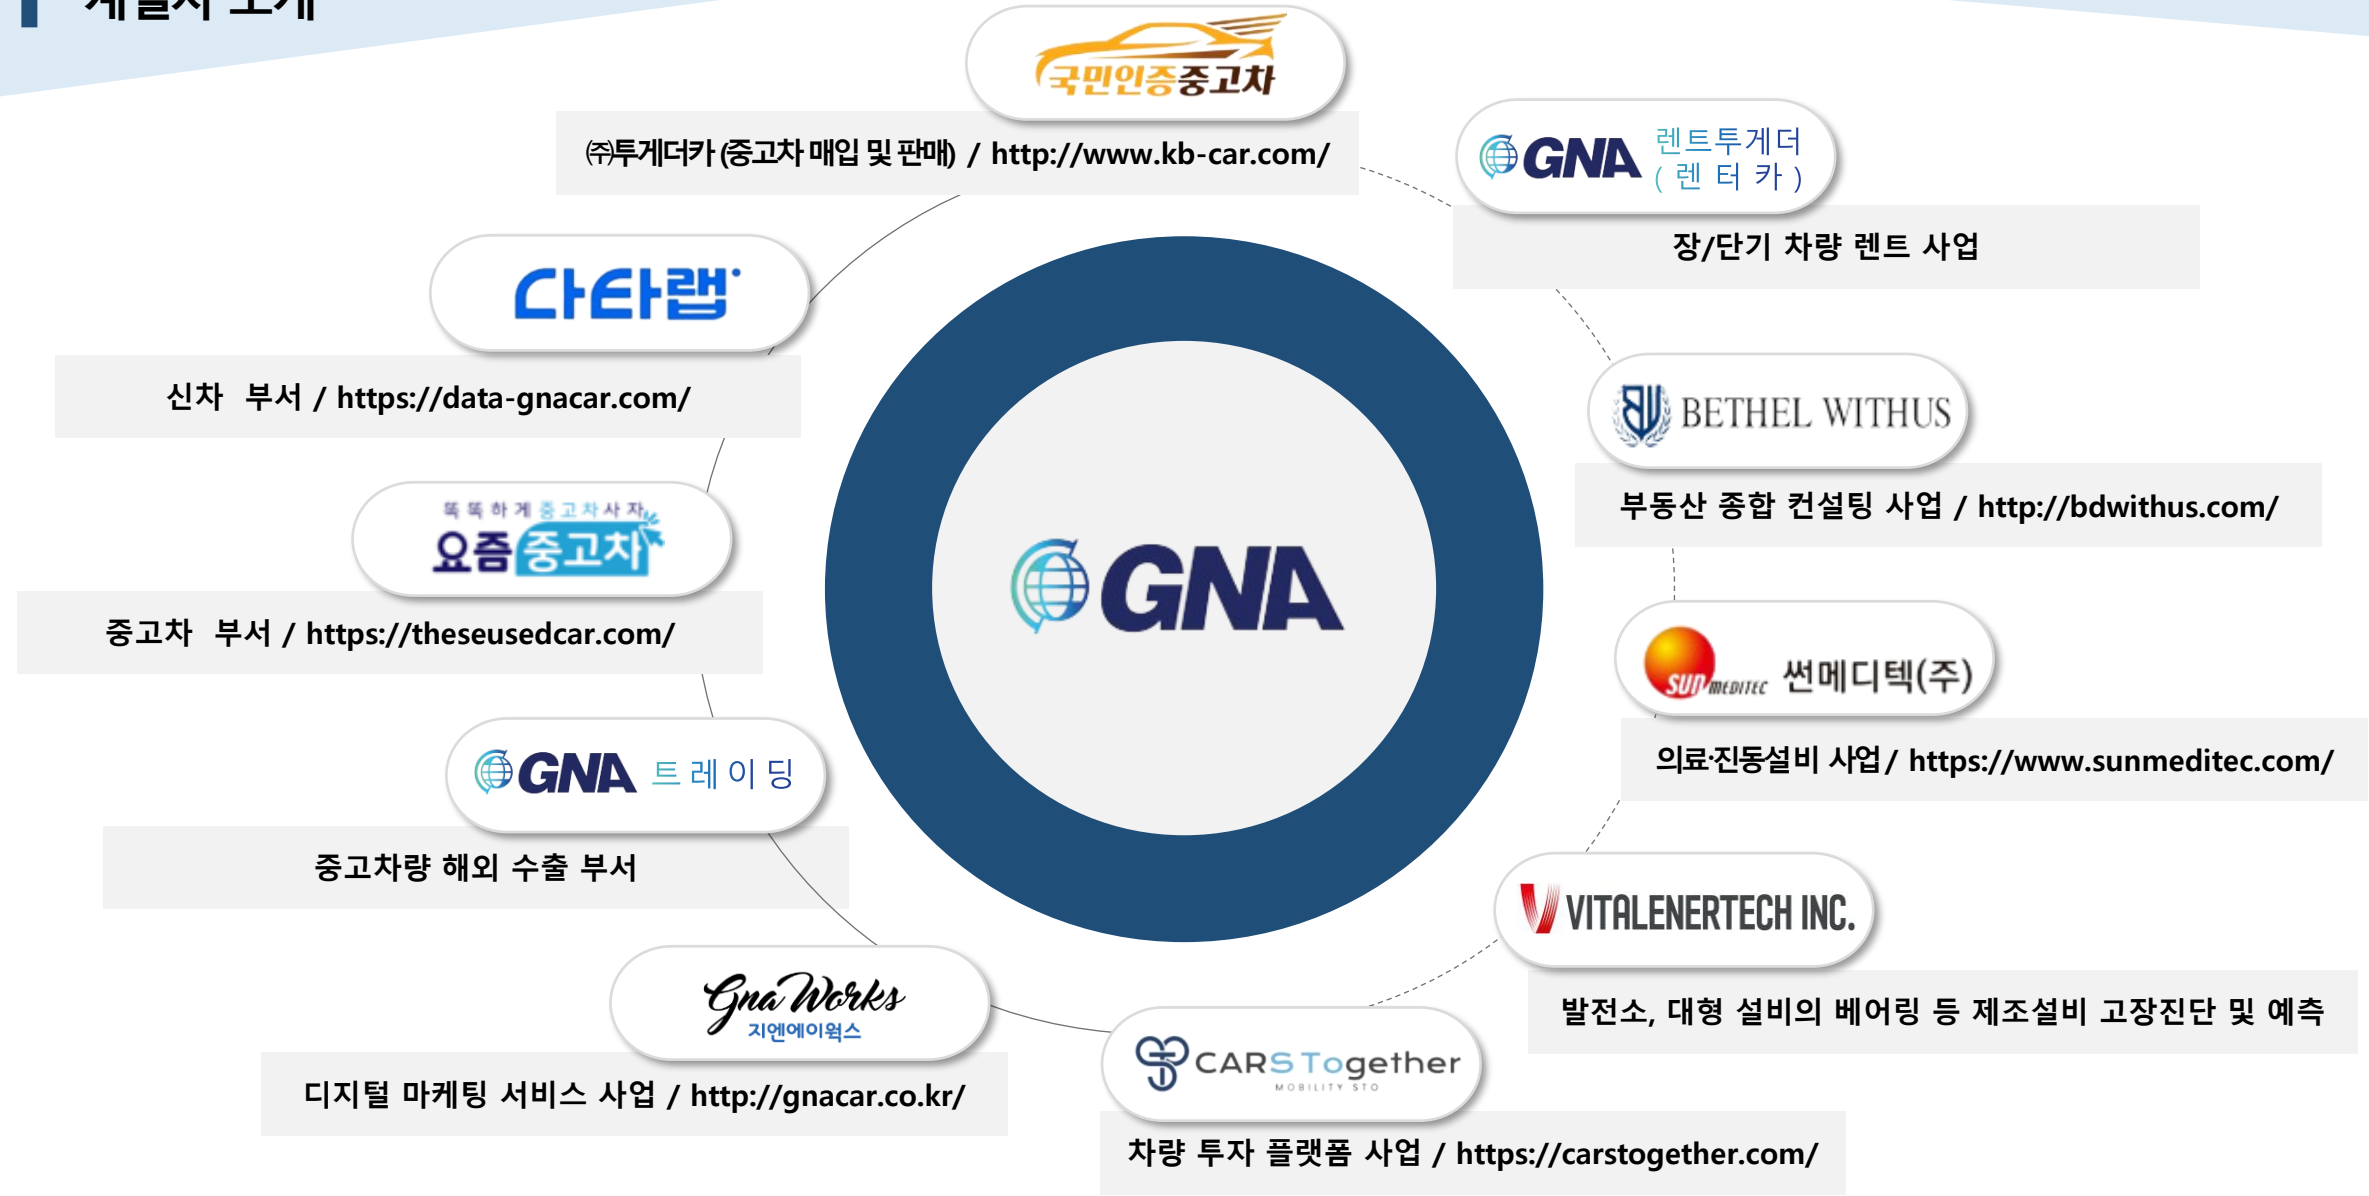 계열사 소개
국민인증중고차
㈜투게더카 (중고차 매입 및 판매) / http://www.kb-car.com/
GNA 렌트투게더
(렌터카)
장/단기 차량 렌트 사업
다타랩
신차 부서 / https://data-gnacar.com/
BETHEL WITHUS
부동산 종합 컨설팅 사업 / http://bdwithus.com/
똑똑하게 중고차사자
요즘중고차
중고차 부서 / https://theseusedcar.com/
GNA
SUN MEDITEC 썬메디텍(주)
의료·진동설비 사업/ https://www.sunmeditec.com/
GNA 트레이딩
중고차량 해외 수출 부서
VITALENERTECH INC.
발전소, 대형 설비의 베어링 등 제조설비 고장진단 및 예측
Gna Works
지엔에이웍스
디지털 마케팅 서비스 사업 / http://gnacar.co.kr/
CARSTogether
MOBILITY STO
차량 투자 플랫폼 사업 / https://carstogether.com/